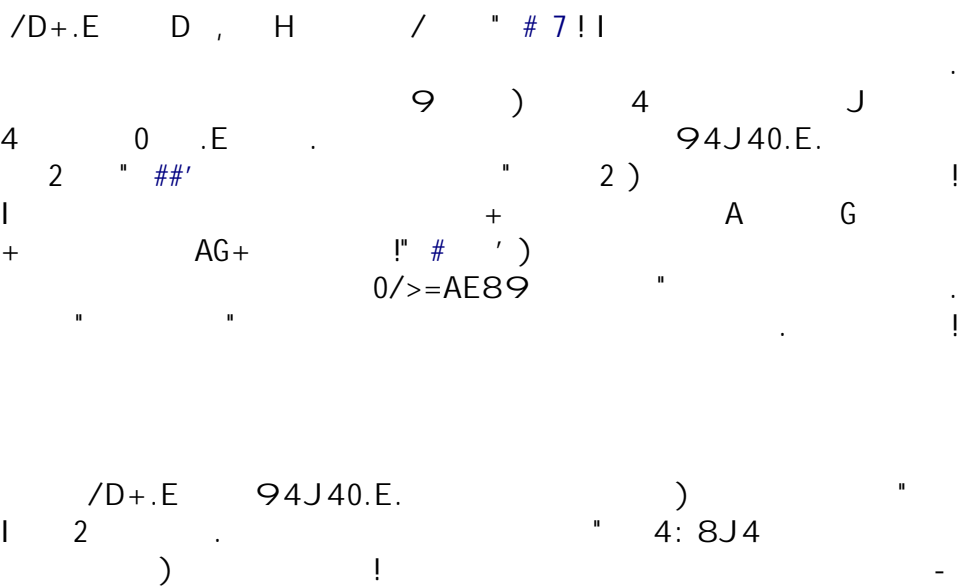 /D+.E D , H / " # 7 ! I
.
9 ) 4 J
4 0 .E . 94J40.E.
2 " ##' " 2 ) !
I + A G
+ AG+ !" # ' )
0/>=AE89 " .
" " . !
/D+.E 94J40.E. ) "
I 2 . " 4: 8J4
) ! -